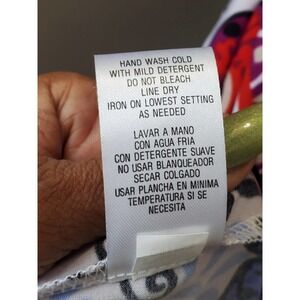 HAND WASH COLD
WITH MILD DETERGENT
DO NOT BLEACH
LINE DRY
IRON ON LOWEST SETTING
AS NEEDED
LAVAR A MANO
CON AGUA FRIA
CON DETERGENTE SUAVE
NO USAR BLANQUEADOR
SECAR COLGADO
USAR PLANCHA EN MINIMA
TEMPERATURA SI SE
NECESITA